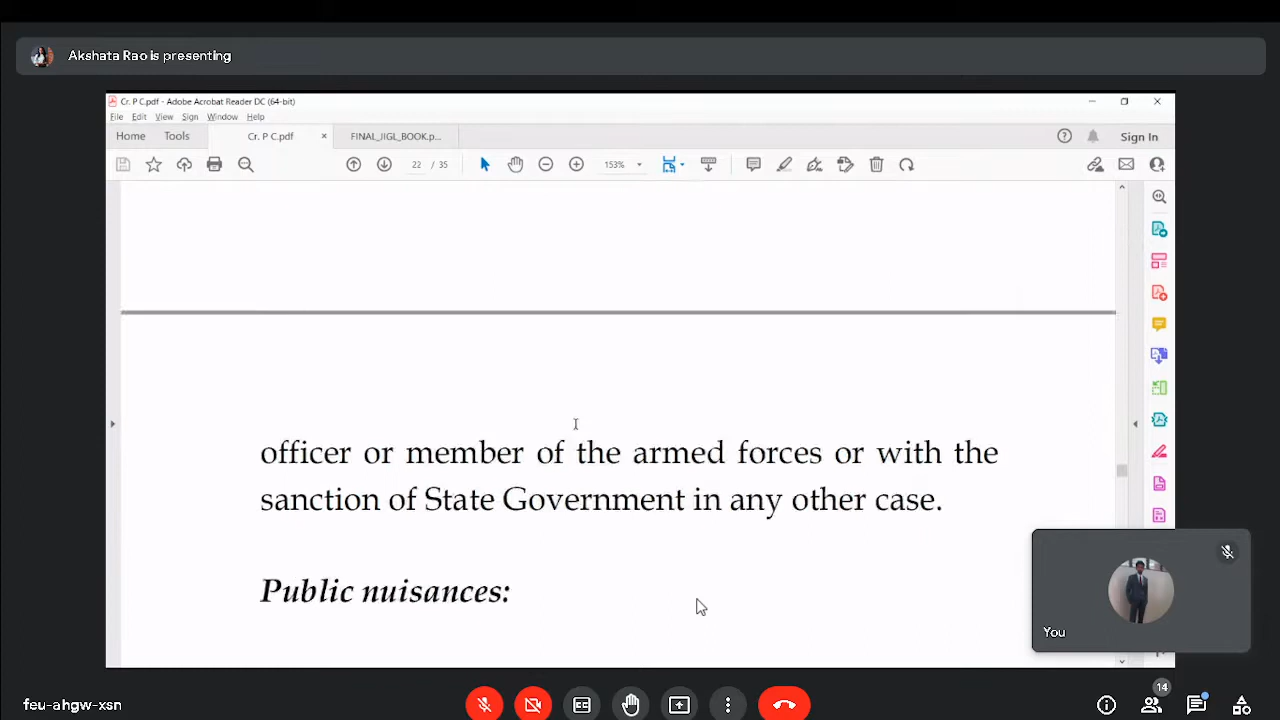 Akshata Rao is presenting
Cr. P C.pdf - Adobe Acrobat Reader DC (64-bit)
File Edit View Sign Window Help
Home Tools Cr. P C.pdf × FINAL_JIGL_BOOK.p... Sign In
22 / 35 153%
officer or member of the armed forces or with the
sanction of State Government in any other case.
Public nuisances:
You
feu-ahgw-xsn
14